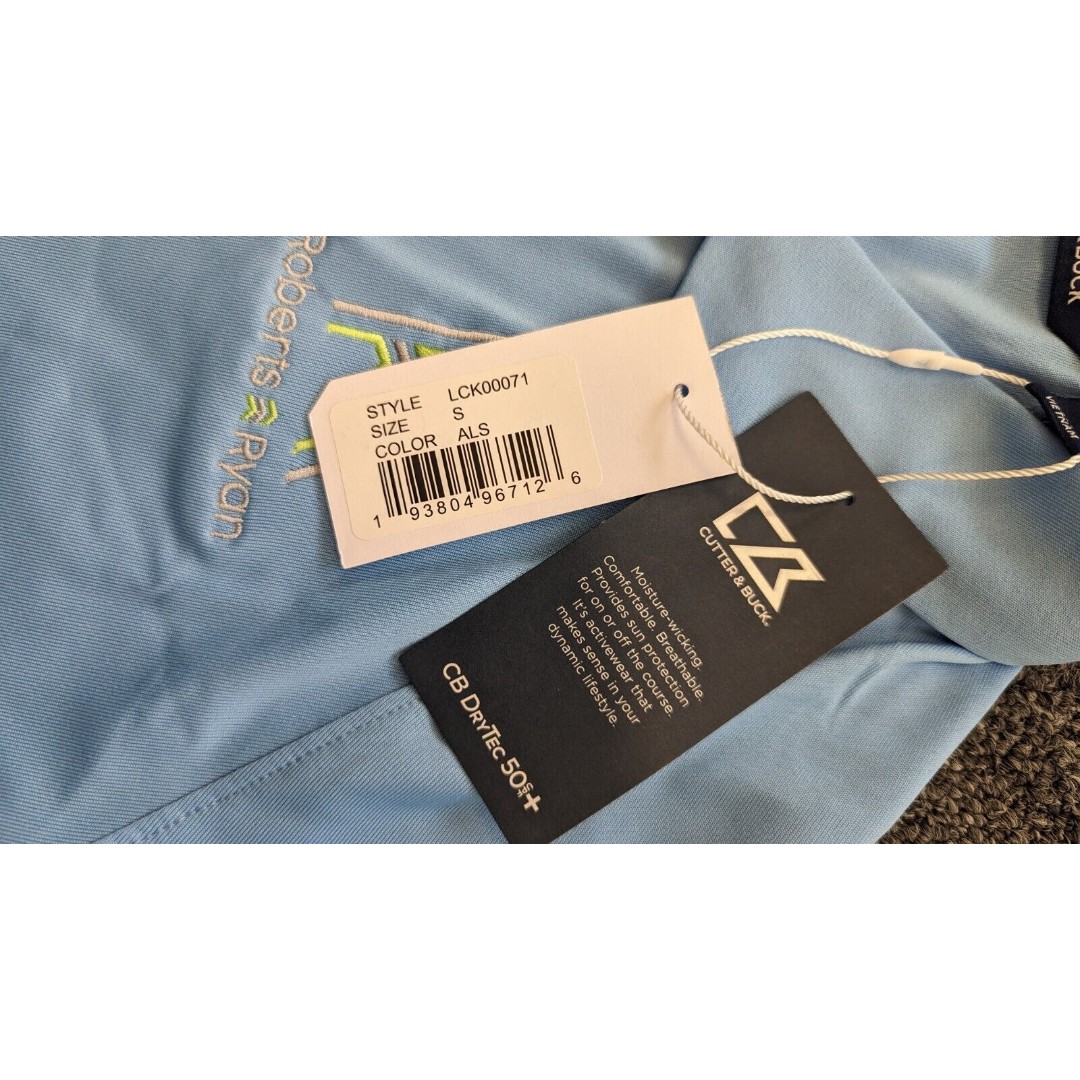 Roberts Ryan
STYLE LCK00071
SIZE S
COLOR ALS
1 93804 96712 6
CUTTER & BUCK
Moisture-wicking.
Comfortable. Breathable.
Provides sun protection
for on or off the course.
It's activewear that
makes sense in your
dynamic lifestyle.
CB DRYTEC 50+
VIETNAM
BUCK